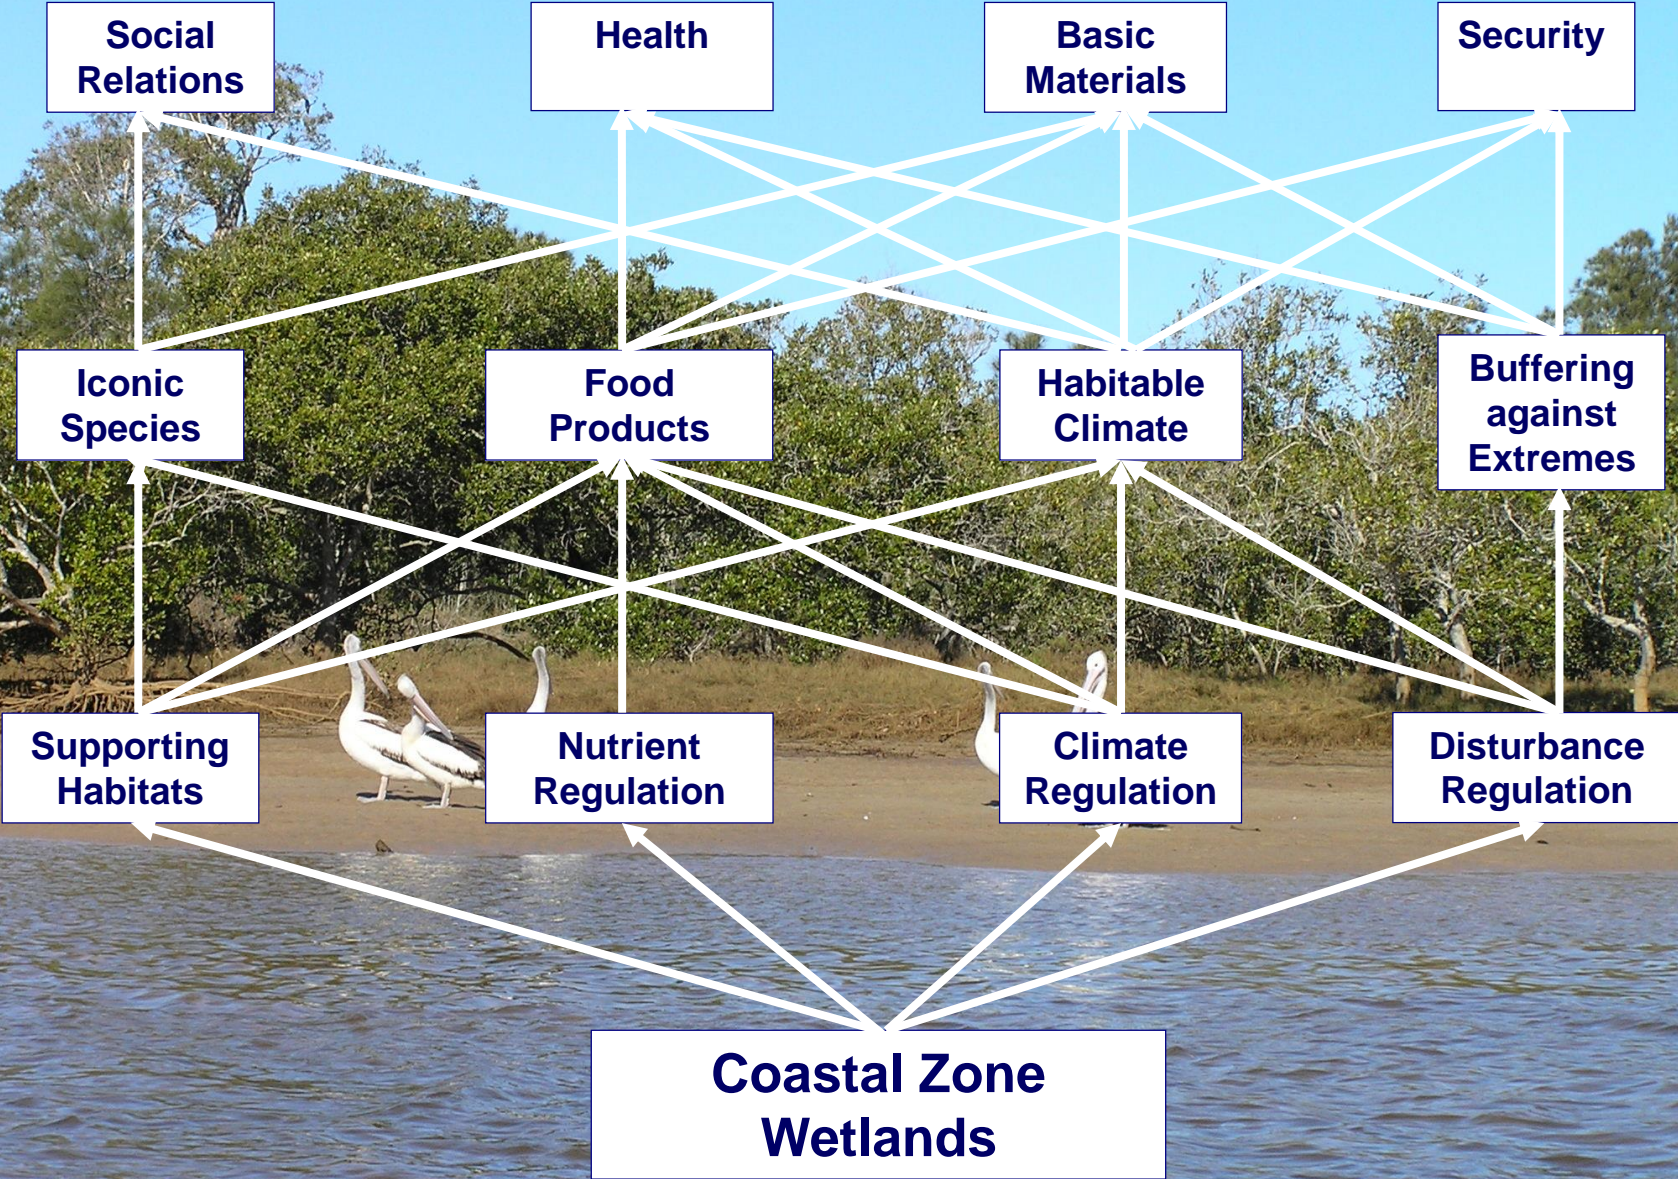 Social
Relations
Health
Basic
Materials
Security
Iconic
Species
Food
Products
Habitable
Climate
Buffering
against
Extremes
Supporting
Habitats
Nutrient
Regulation
Climate
Regulation
Disturbance
Regulation
Coastal Zone
Wetlands